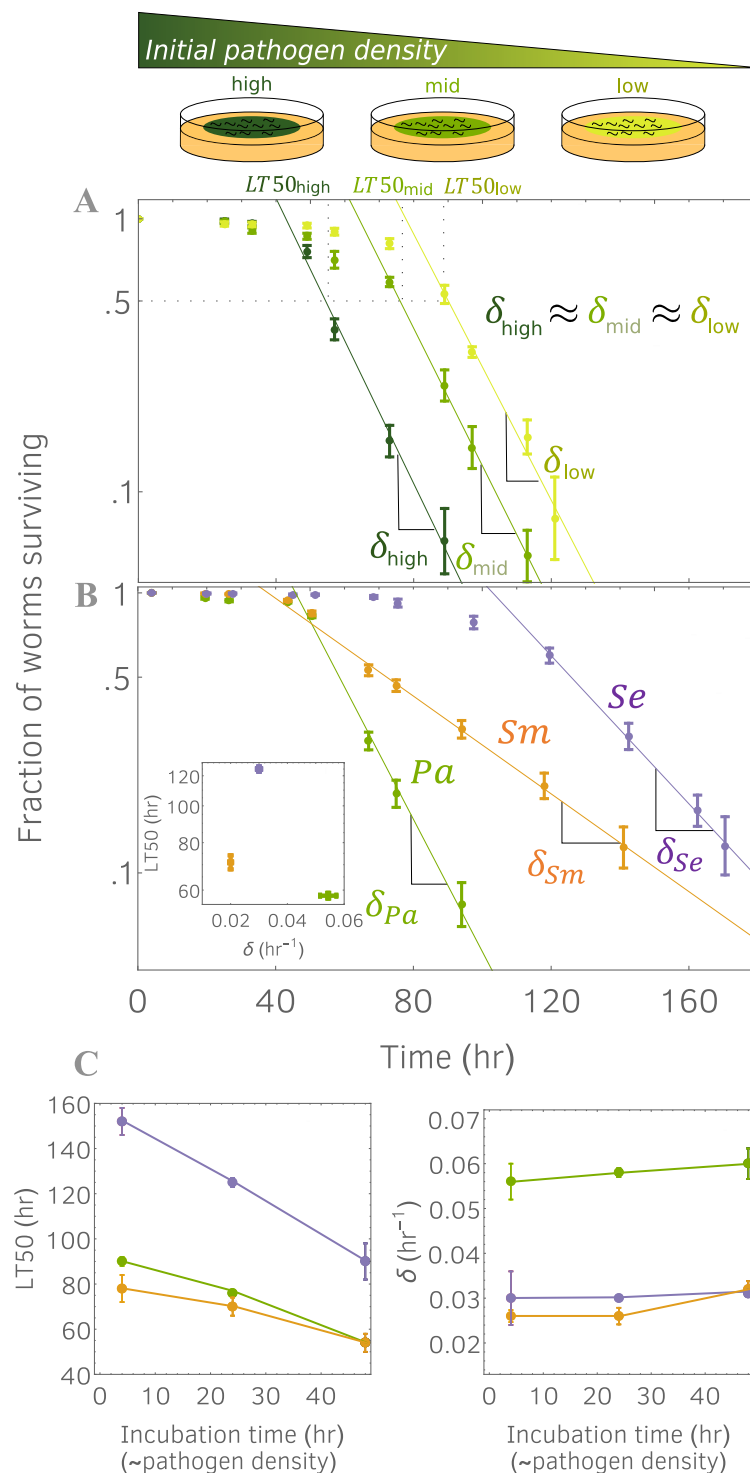 Initial pathogen density
high mid low
A
LT50high LT50mid LT50low
1
.5
.1
δhigh ≈ δmid ≈ δlow
δlow
δhigh
δmid
Fraction of worms surviving
B
1
.5
.1
Se
Sm
Pa
δSe
δSm
δPa
120
100
80
60
LT50 (hr)
0.02 0.04 0.06
δ (hr⁻¹)
0 40 80 120 160
Time (hr)
C
160
140
120
100
80
60
40
LT50 (hr)
0 10 20 30 40
Incubation time (hr)
(~pathogen density)
0.07
0.06
0.05
0.04
0.03
0.02
δ (hr⁻¹)
0 10 20 30 40
Incubation time (hr)
(~pathogen density)